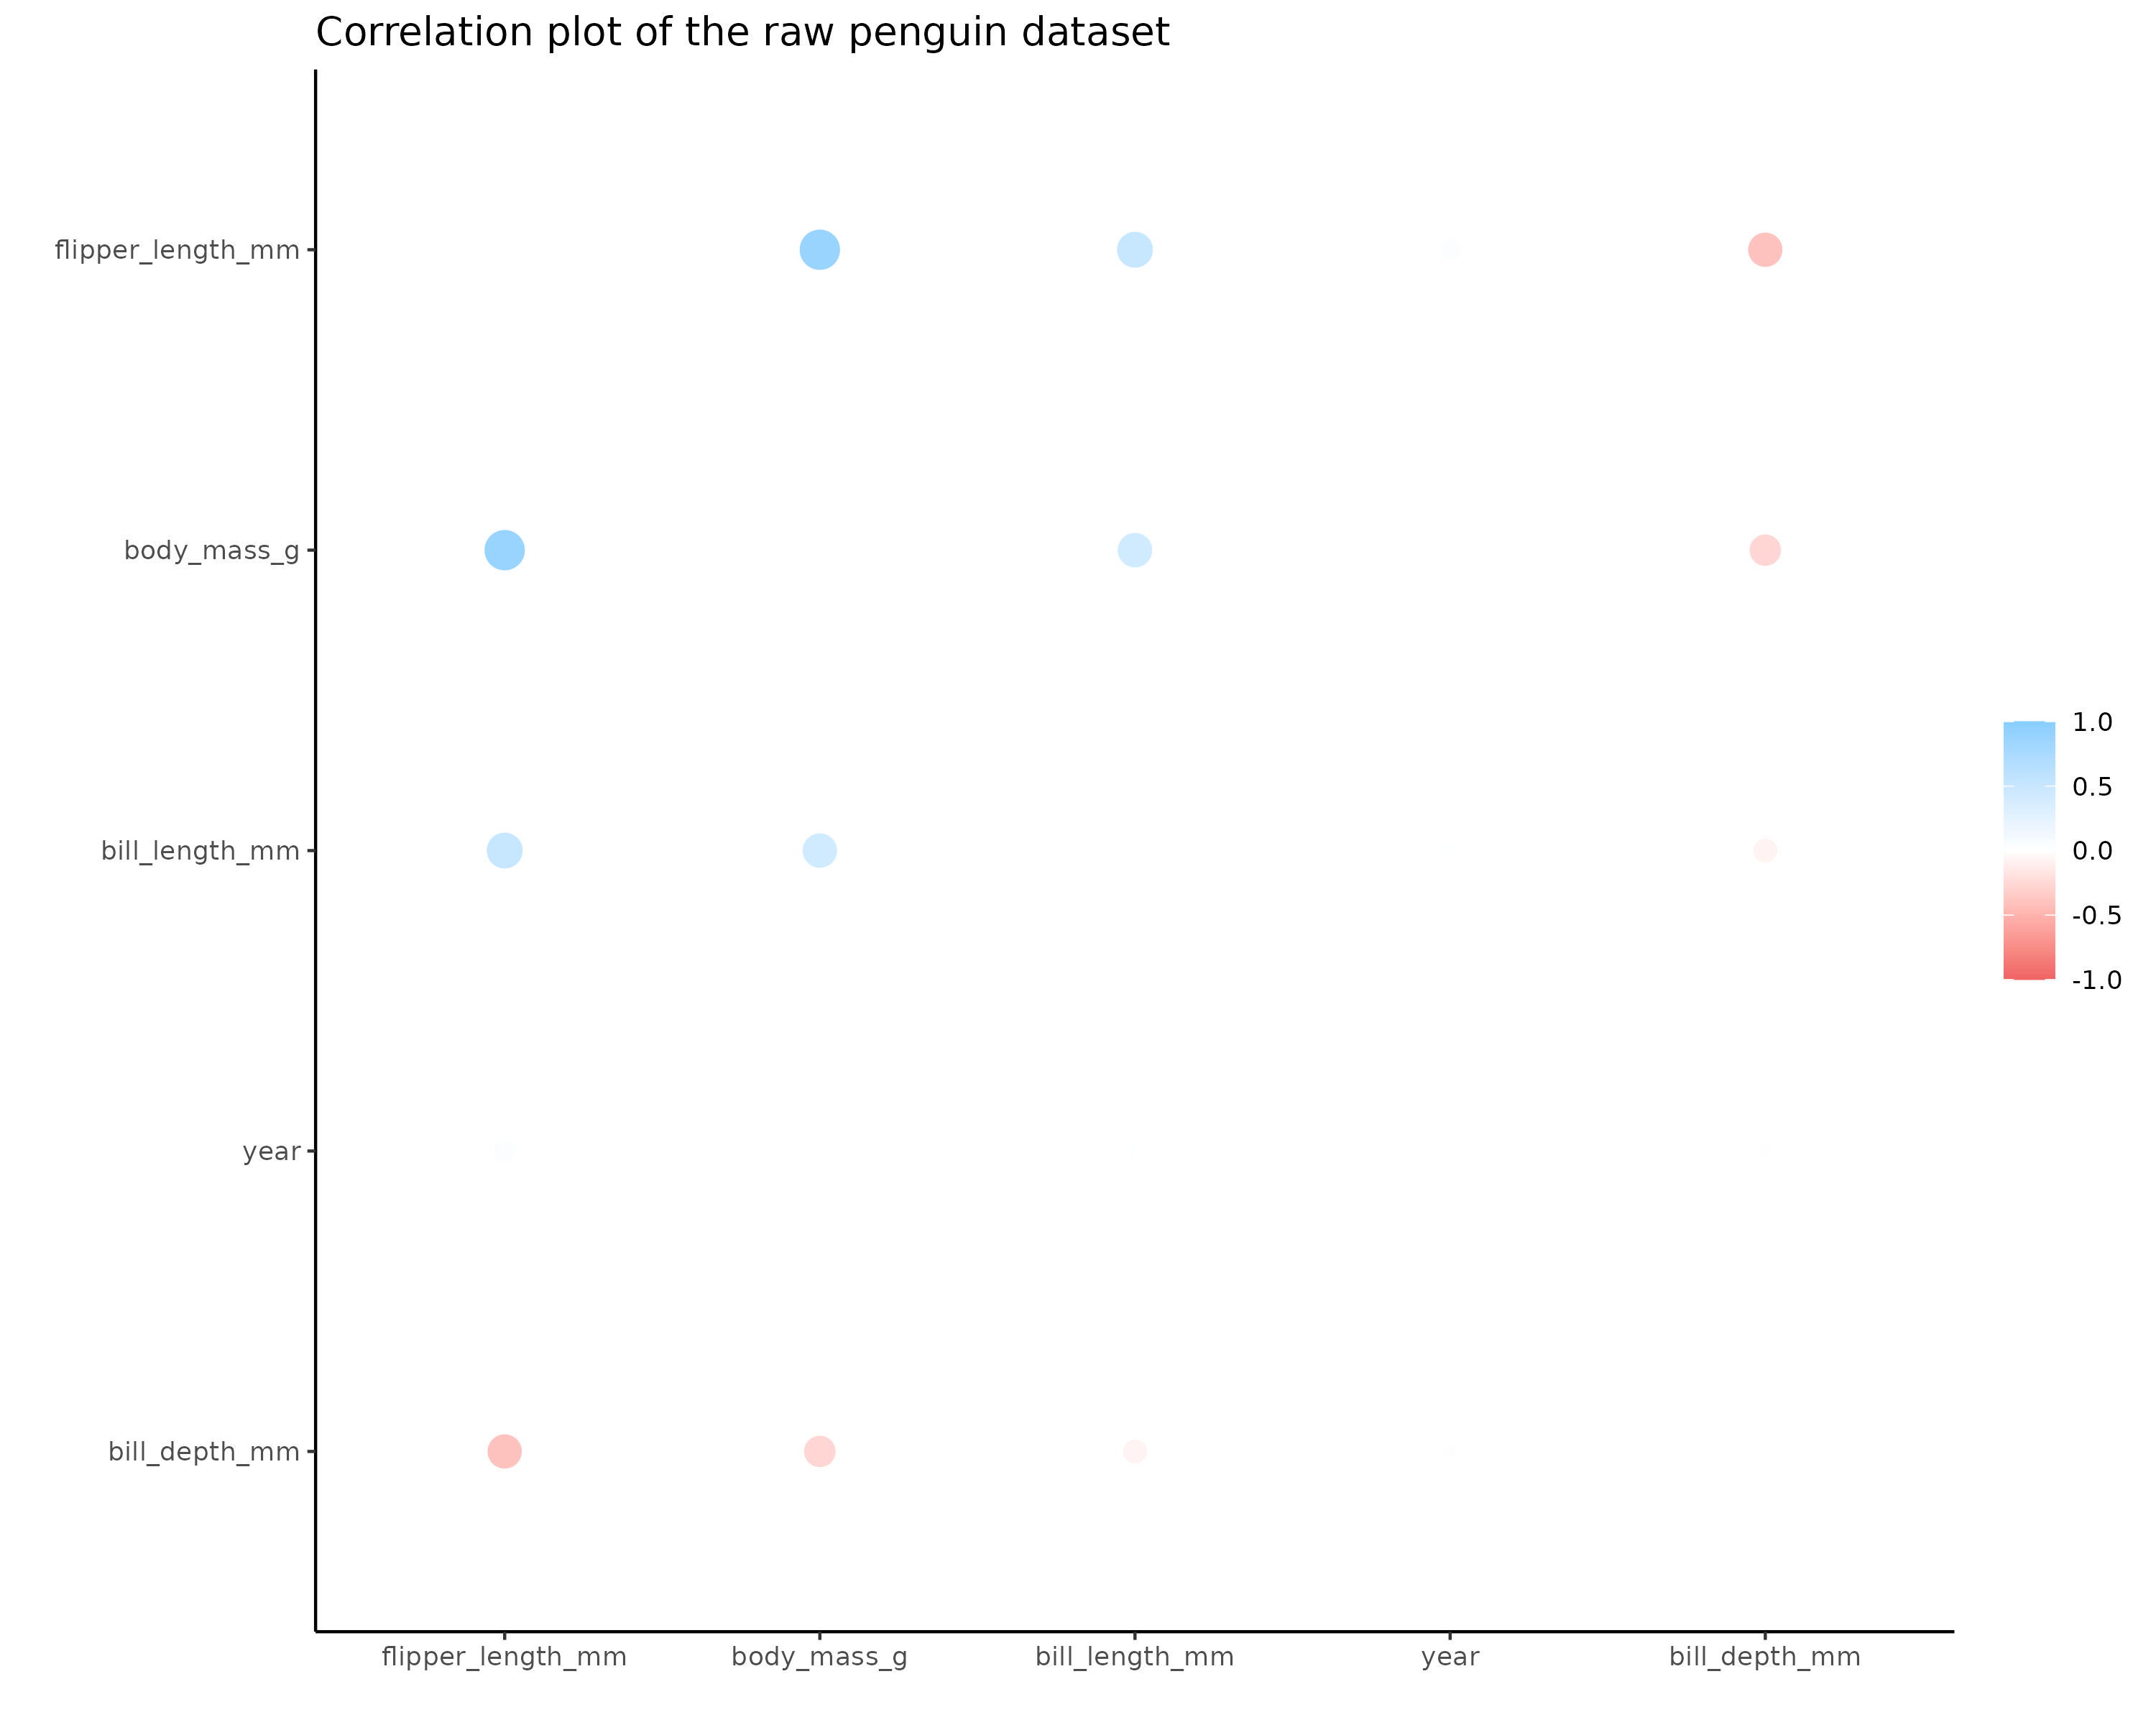 Correlation plot of the raw penguin dataset
flipper_length_mm
body_mass_g
bill_length_mm
year
bill_depth_mm
flipper_length_mm body_mass_g bill_length_mm year bill_depth_mm
1.0
0.5
0.0
-0.5
-1.0